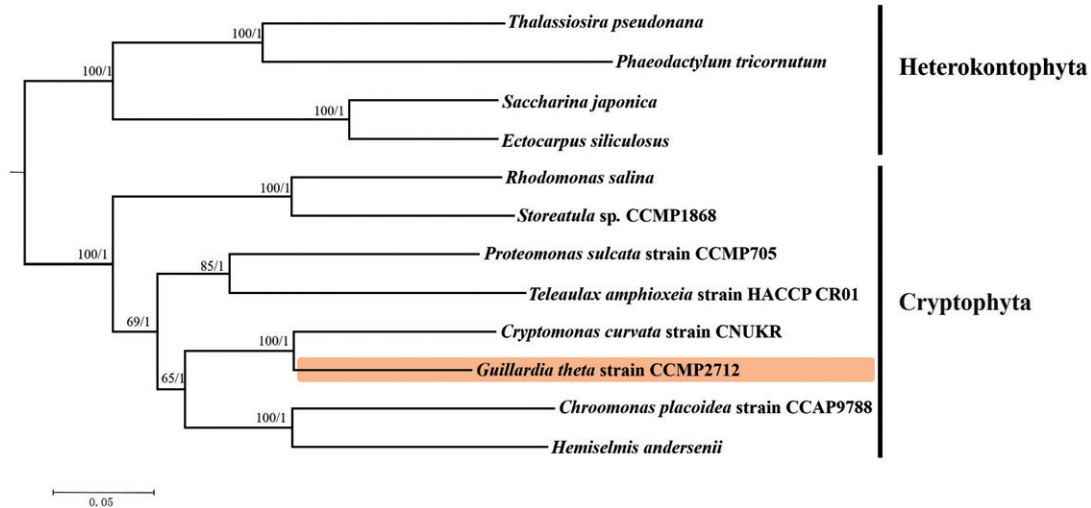 Thalassiosira pseudonana
100/1
Phaeodactylum tricornutum
Heterokontophyta
100/1
Saccharina japonica
100/1
Ectocarpus siliculosus
Rhodomonas salina
100/1
Storeatula sp. CCMP1868
100/1
Proteomonas sulcata strain CCMP705
85/1
Teleaulax amphioxeia strain HACCP CR01
Cryptophyta
69/1
Cryptomonas curvata strain CNUKR
100/1
Guillardia theta strain CCMP2712
65/1
Chroomonas placoidea strain CCAP9788
100/1
Hemiselmis andersenii
0.05